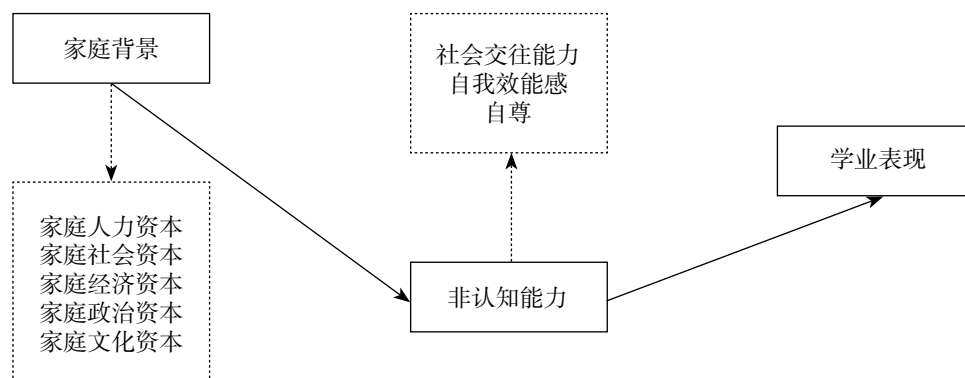 家庭背景
社会交往能力
自我效能感
自尊
学业表现
家庭人力资本
家庭社会资本
家庭经济资本
家庭政治资本
家庭文化资本
非认知能力